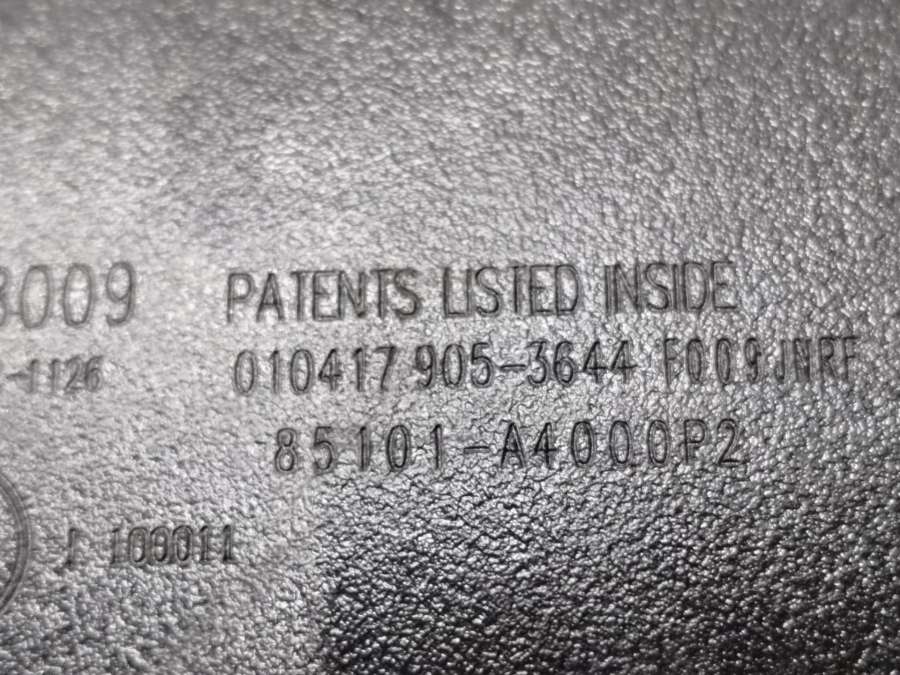 3009 PATENTS LISTED INSIDE
-1126 010417 905-3644 F009JNRF
85101-A4000P2
J 100011